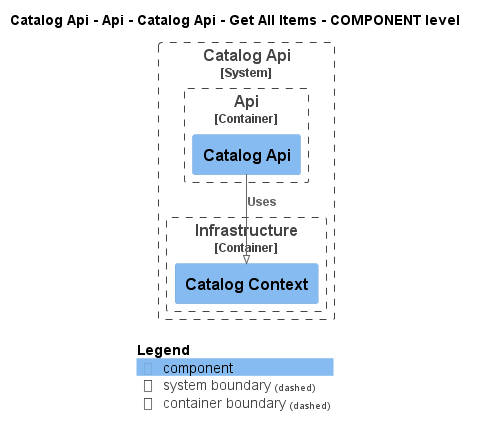 Catalog Api - Api - Catalog Api - Get All Items - COMPONENT level
Catalog Api
[System]
Api
[Container]
Catalog Api
Uses
Infrastructure
[Container]
Catalog Context
Legend
component
system boundary (dashed)
container boundary (dashed)